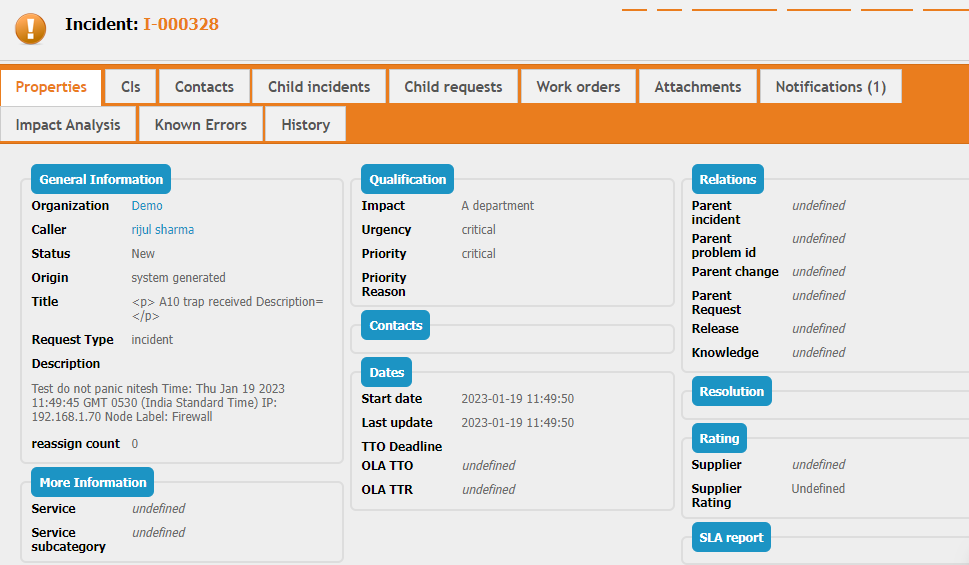 Incident: I-000328
Properties
CIs
Contacts
Child incidents
Child requests
Work orders
Attachments
Notifications (1)
Impact Analysis
Known Errors
History
General Information
Organization Demo
Caller rijul sharma
Status New
Origin system generated
Title <p> A10 trap received Description=
</p>
Request Type incident
Description
Test do not panic nitesh Time: Thu Jan 19 2023
11:49:45 GMT 0530 (India Standard Time) IP:
192.168.1.70 Node Label: Firewall
reassign count 0
More Information
Service undefined
Service
subcategory undefined
Qualification
Impact A department
Urgency critical
Priority critical
Priority
Reason
Contacts
Dates
Start date 2023-01-19 11:49:50
Last update 2023-01-19 11:49:50
TTO Deadline
OLA TTO undefined
OLA TTR undefined
Relations
Parent undefined
incident
Parent undefined
problem id
Parent change undefined
Parent undefined
Request
Release undefined
Knowledge undefined
Resolution
Rating
Supplier undefined
Supplier Undefined
Rating
SLA report